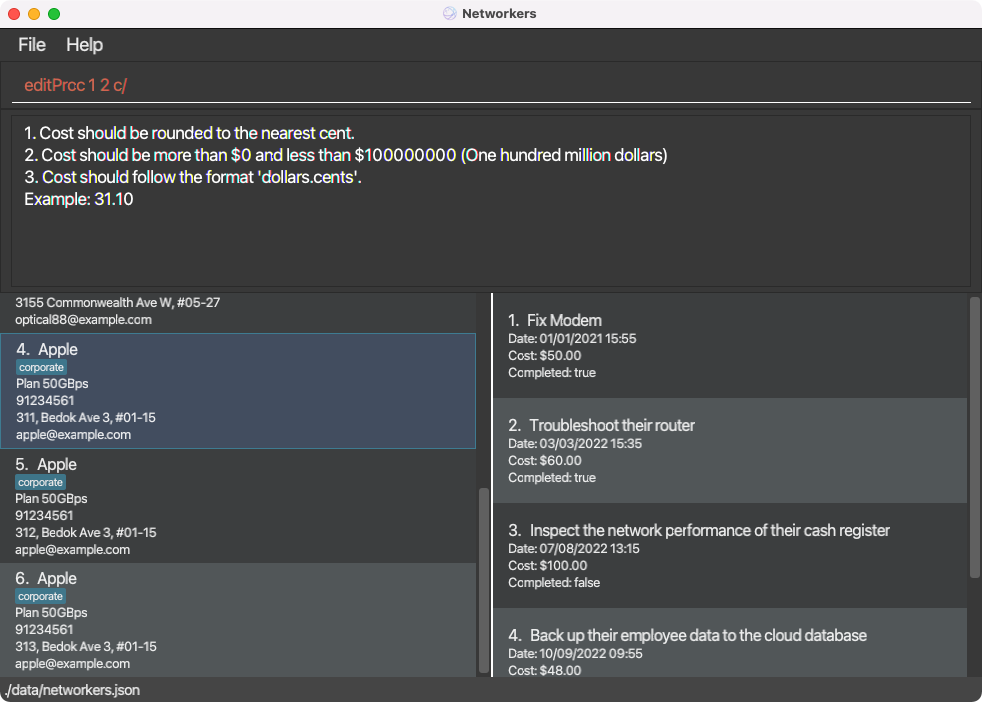 Networkers
File Help
editPrcc 1 2 c/
1. Cost should be rounded to the nearest cent.
2. Cost should be more than $0 and less than $100000000 (One hundred million dollars)
3. Cost should follow the format 'dollars.cents'.
Example: 31.10
3155 Commonwealth Ave W, #05-27
optical88@example.com
4. Apple
corporate
Plan 50GBps
91234561
311, Bedok Ave 3, #01-15
apple@example.com
5. Apple
corporate
Plan 50GBps
91234561
312, Bedok Ave 3, #01-15
apple@example.com
6. Apple
corporate
Plan 50GBps
91234561
313, Bedok Ave 3, #01-15
apple@example.com
1. Fix Modem
Date: 01/01/2021 15:55
Cost: $50.00
Completed: true
2. Troubleshoot their router
Date: 03/03/2022 15:35
Cost: $60.00
Completed: true
3. Inspect the network performance of their cash register
Date: 07/08/2022 13:15
Cost: $100.00
Completed: false
4. Back up their employee data to the cloud database
Date: 10/09/2022 09:55
Cost: $48.00
./data/networkers.json